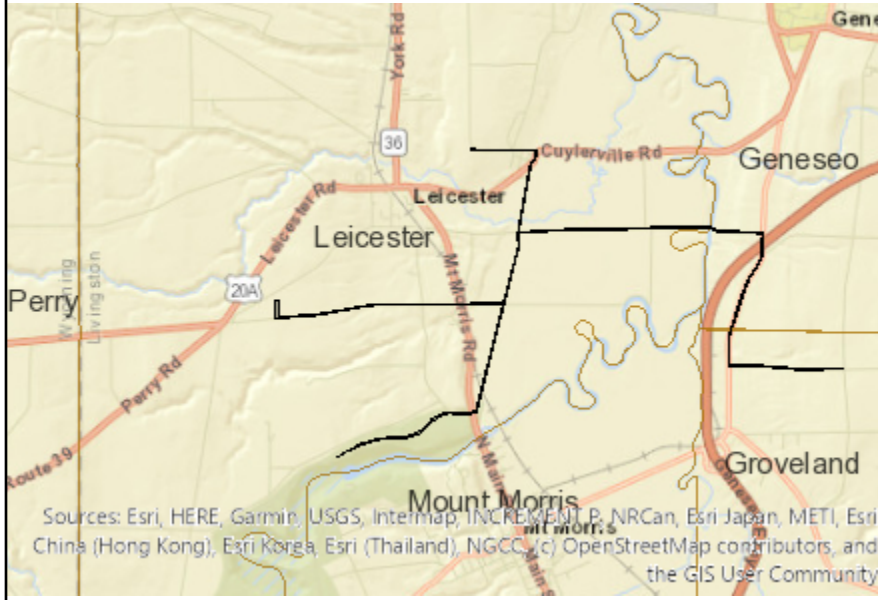 Gene
York Rd
36
Cuylerville Rd
Geneseo
Leicester Rd
Leicester
Leicester
20A
Mt Morris Rd
Perry
Wyoming
Livingston
Perry Rd
Route 39
N Main
Groveland
Mount Morris
Mt Morris
Main S
Sources: Esri, HERE, Garmin, USGS, Intermap, INCREMENT P, NRCan, Esri Japan, METI, Esri
China (Hong Kong), Esri Korea, Esri (Thailand), NGCC, (c) OpenStreetMap contributors, and
the GIS User Community